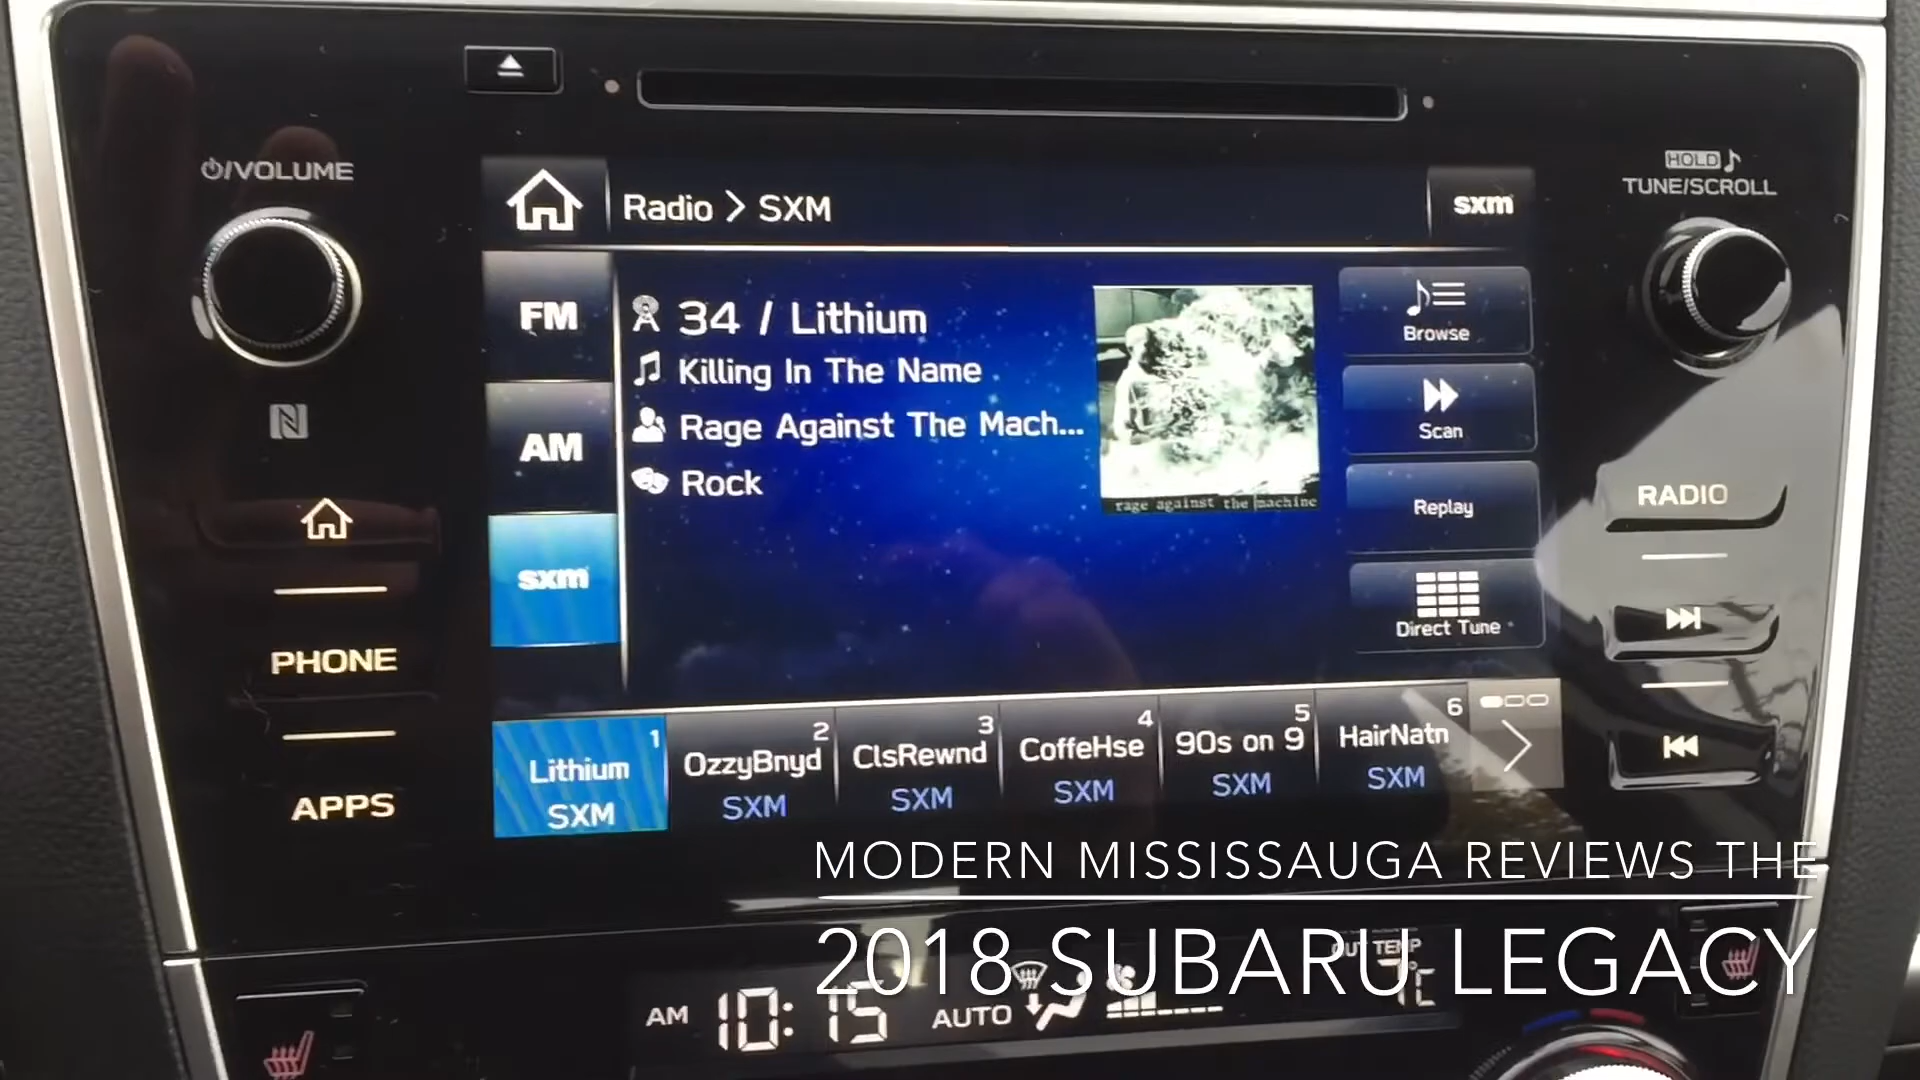 ⏻/VOLUME
HOLD♪
TUNE/SCROLL
Radio > SXM
sxm
FM
AM
sxm
34 / Lithium
Killing In The Name
Rage Against The Mach...
Rock
rage against the machine
Browse
Scan
Replay
Direct Tune
PHONE
APPS
RADIO
1
Lithium
SXM
2
OzzyBnyd
SXM
3
ClsRewnd
SXM
4
CoffeHse
SXM
5
90s on 9
SXM
6
HairNatn
SXM
MODERN MISSISSAUGA REVIEWS THE
2018 SUBARU LEGACY
AM 10:15
AUTO
OUT TEMP
7°C